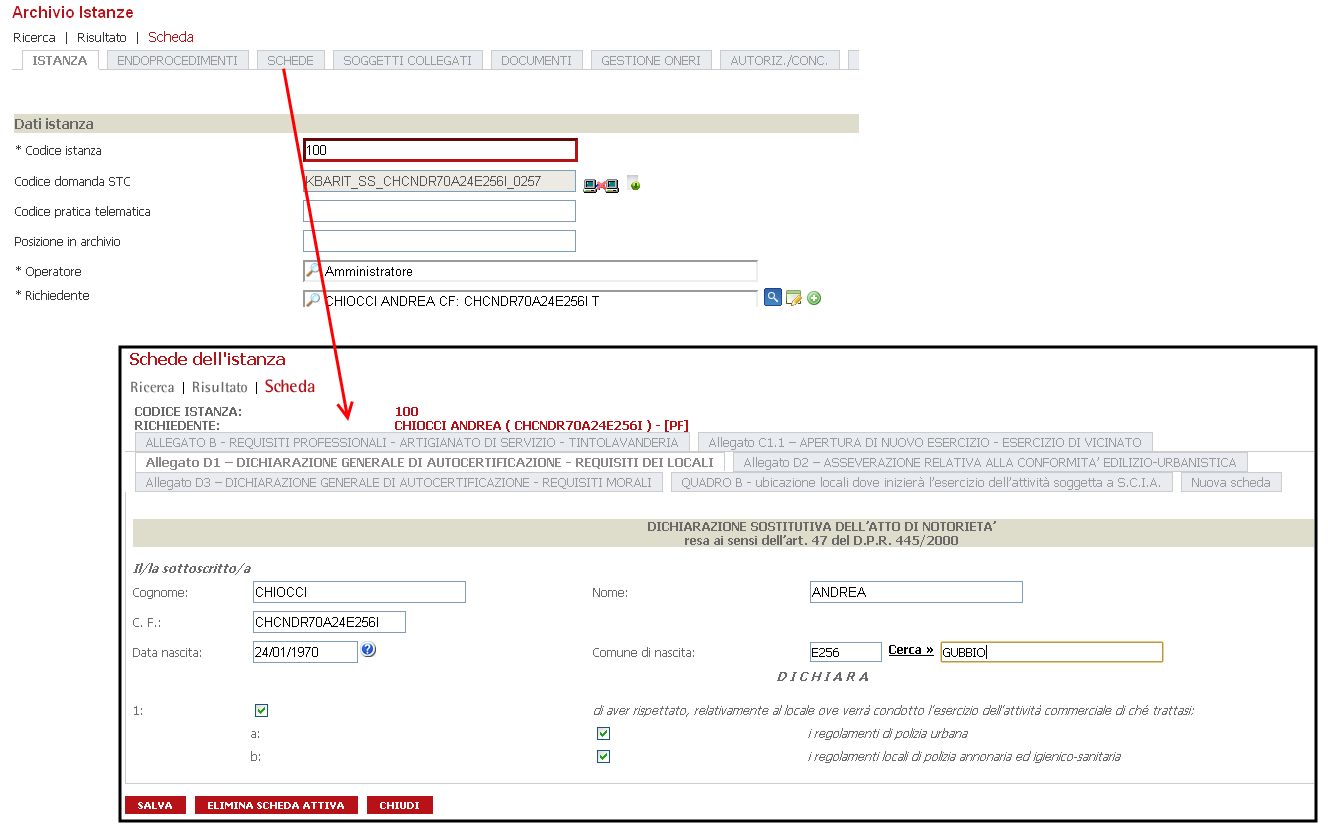 Archivio Istanze
Ricerca | Risultato | Scheda
ISTANZA ENDOPROCEDIMENTI SCHEDE SOGGETTI COLLEGATI DOCUMENTI GESTIONE ONERI AUTORIZ./CONC.
Dati istanza
* Codice istanza 100
Codice domanda STC KBARIT_SS_CHCNDR70A24E256I_0257
Codice pratica telematica
Posizione in archivio
* Operatore Amministratore
* Richiedente CHIOCCI ANDREA CF: CHCNDR70A24E256I T
Schede dell'istanza
Ricerca | Risultato | Scheda
CODICE ISTANZA: 100
RICHIEDENTE: CHIOCCI ANDREA ( CHCNDR70A24E256I ) - [PF]
ALLEGATO B - REQUISITI PROFESSIONALI - ARTIGIANATO DI SERVIZIO - TINTOLAVANDERIA Allegato C1.1 – APERTURA DI NUOVO ESERCIZIO - ESERCIZIO DI VICINATO
Allegato D1 – DICHIARAZIONE GENERALE DI AUTOCERTIFICAZIONE - REQUISITI DEI LOCALI Allegato D2 – ASSEVERAZIONE RELATIVA ALLA CONFORMITA’ EDILIZIO-URBANISTICA
Allegato D3 – DICHIARAZIONE GENERALE DI AUTOCERTIFICAZIONE - REQUISITI MORALI QUADRO B - ubicazione locali dove inizierà l’esercizio dell’attività soggetta a S.C.I.A. Nuova scheda
DICHIARAZIONE SOSTITUTIVA DELL’ATTO DI NOTORIETA’
resa ai sensi dell’art. 47 del D.P.R. 445/2000
Il/la sottoscritto/a
Cognome: CHIOCCI Nome: ANDREA
C. F.: CHCNDR70A24E256I
Data nascita: 24/01/1970 Comune di nascita: E256 Cerca » GUBBIO
D I C H I A R A
1: di aver rispettato, relativamente al locale ove verrà condotto l’esercizio dell’attività commerciale di ché trattasi:
a: i regolamenti di polizia urbana
b: i regolamenti locali di polizia annonaria ed igienico-sanitaria
SALVA ELIMINA SCHEDA ATTIVA CHIUDI